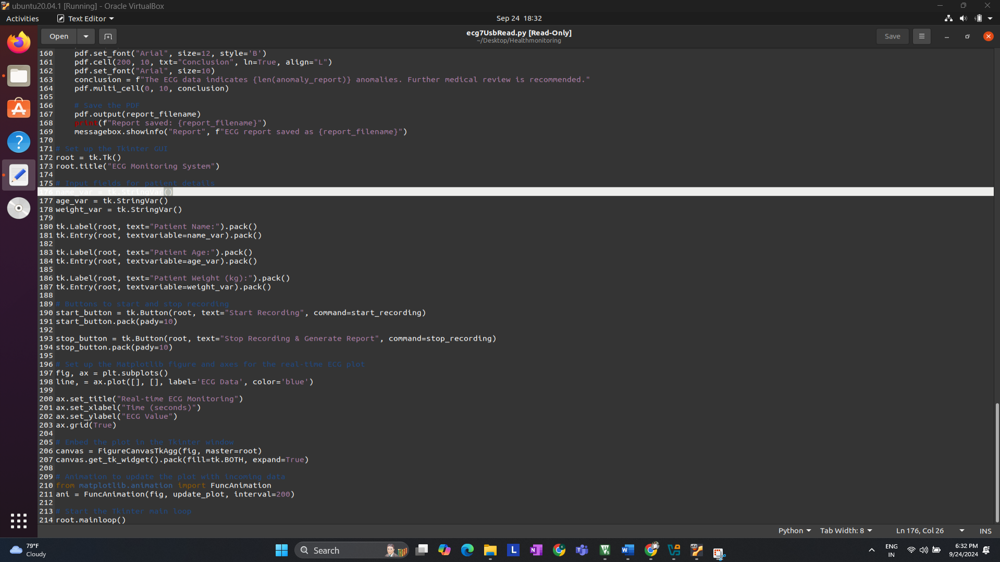 ubuntu20.04.1 [Running] - Oracle VirtualBox
Activities
Text Editor
Sep 24 18:32
Open
ecg7UsbRead.py [Read-Only]
~/Desktop/Healthmonitoring
Save
160 pdf.set_font("Arial", size=12, style='B')
161 pdf.cell(200, 10, txt="Conclusion", ln=True, align="L")
162 pdf.set_font("Arial", size=10)
163 conclusion = f"The ECG data indicates {len(anomaly_report)} anomalies. Further medical review is recommended."
164 pdf.multi_cell(0, 10, conclusion)
165
166 # Save the PDF
167 pdf.output(report_filename)
168 print(f"Report saved: {report_filename}")
169 messagebox.showinfo("Report", f"ECG report saved as {report_filename}")
170
171 # Set up the Tkinter GUI
172 root = tk.Tk()
173 root.title("ECG Monitoring System")
174
175 # Input fields for patient details
176 name_var = tk.StringVar()
177 age_var = tk.StringVar()
178 weight_var = tk.StringVar()
179
180 tk.Label(root, text="Patient Name:").pack()
181 tk.Entry(root, textvariable=name_var).pack()
182
183 tk.Label(root, text="Patient Age:").pack()
184 tk.Entry(root, textvariable=age_var).pack()
185
186 tk.Label(root, text="Patient Weight (kg):").pack()
187 tk.Entry(root, textvariable=weight_var).pack()
188
189 # Buttons to start and stop recording
190 start_button = tk.Button(root, text="Start Recording", command=start_recording)
191 start_button.pack(pady=10)
192
193 stop_button = tk.Button(root, text="Stop Recording & Generate Report", command=stop_recording)
194 stop_button.pack(pady=10)
195
196 # Set up the Matplotlib figure and axes for the real-time ECG plot
197 fig, ax = plt.subplots()
198 line, = ax.plot([], [], label='ECG Data', color='blue')
199
200 ax.set_title("Real-time ECG Monitoring")
201 ax.set_xlabel("Time (seconds)")
202 ax.set_ylabel("ECG Value")
203 ax.grid(True)
204
205 # Embed the plot in the Tkinter window
206 canvas = FigureCanvasTkAgg(fig, master=root)
207 canvas.get_tk_widget().pack(fill=tk.BOTH, expand=True)
208
209 # Animation to update the plot with incoming data
210 from matplotlib.animation import FuncAnimation
211 ani = FuncAnimation(fig, update_plot, interval=200)
212
213 # Start the Tkinter main loop
214 root.mainloop()
Python
Tab Width: 8
Ln 176, Col 26
INS
79°F
Cloudy
Search
ENG
IN
6:32 PM
9/24/2024